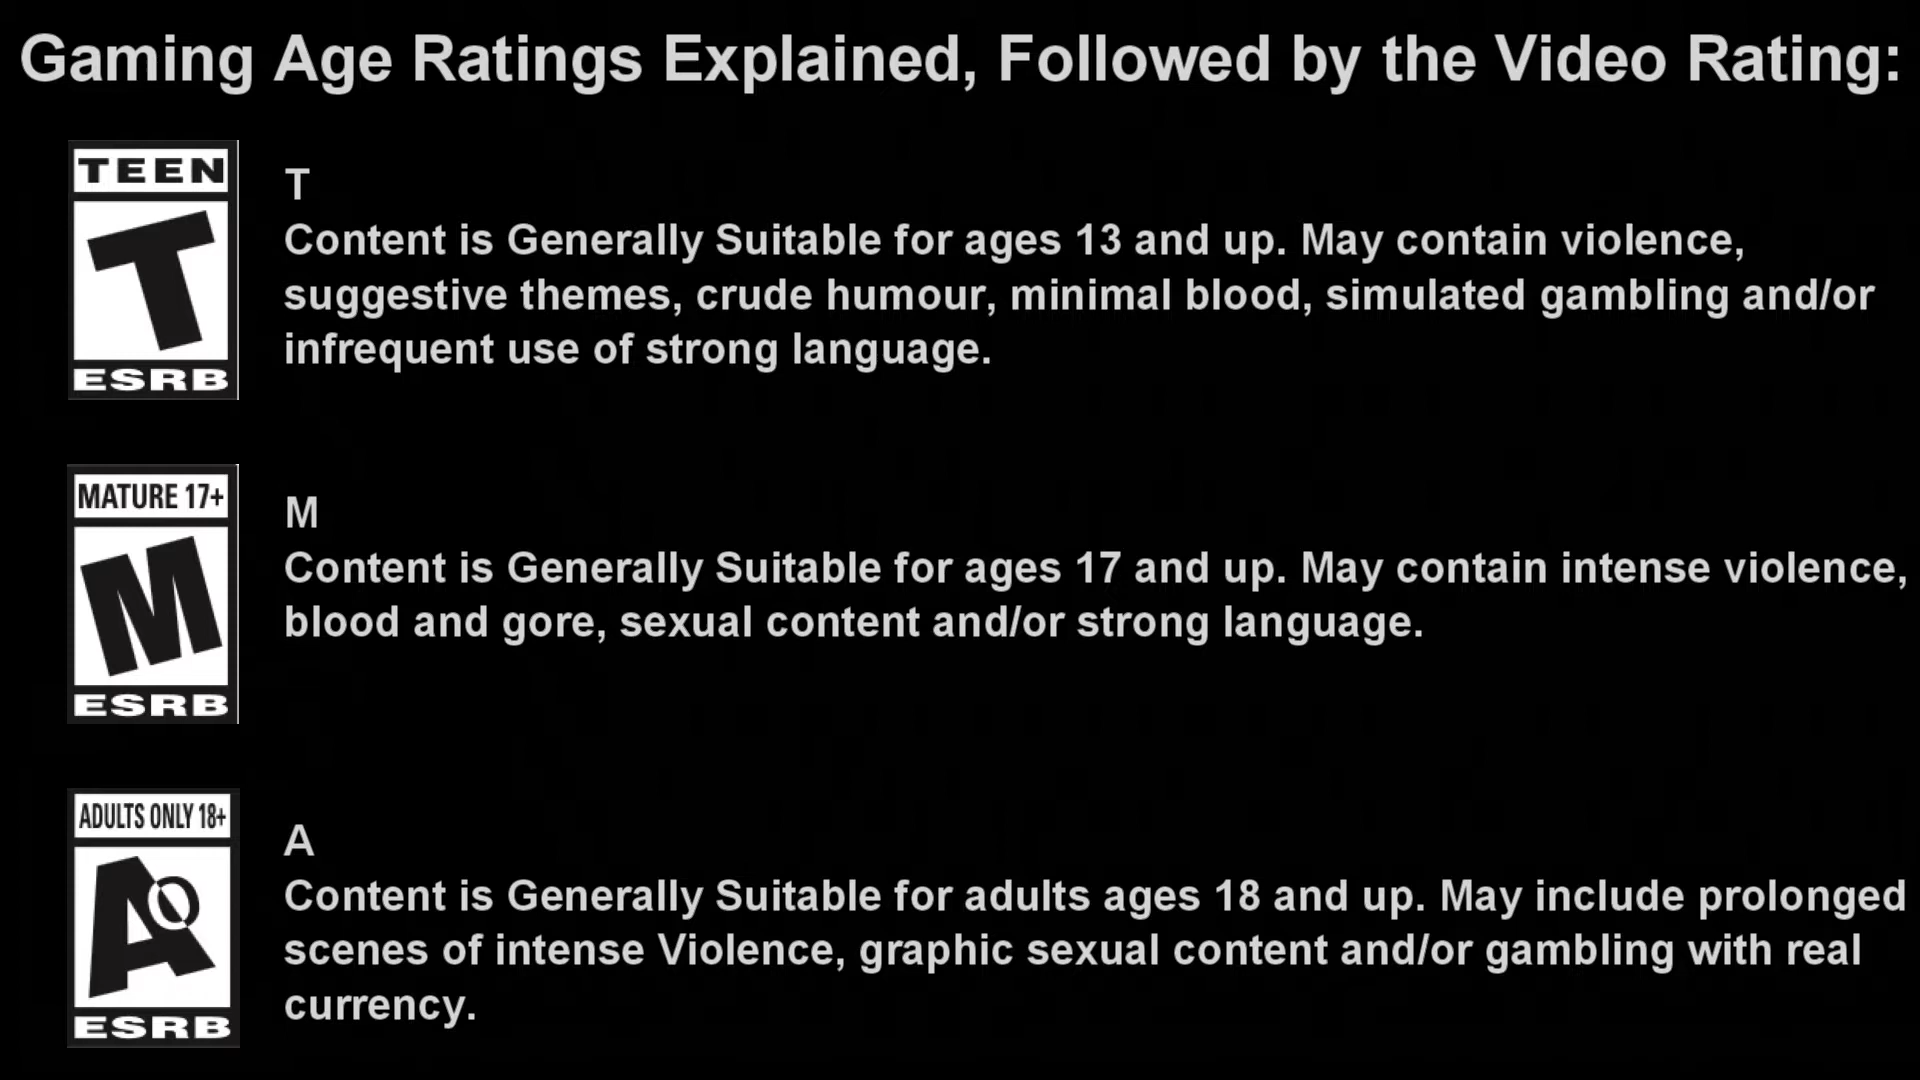 Gaming Age Ratings Explained, Followed by the Video Rating:
TEEN
T
ESRB
T
Content is Generally Suitable for ages 13 and up. May contain violence,
suggestive themes, crude humour, minimal blood, simulated gambling and/or
infrequent use of strong language.
MATURE 17+
M
ESRB
M
Content is Generally Suitable for ages 17 and up. May contain intense violence,
blood and gore, sexual content and/or strong language.
ADULTS ONLY 18+
AO
ESRB
A
Content is Generally Suitable for adults ages 18 and up. May include prolonged
scenes of intense Violence, graphic sexual content and/or gambling with real
currency.